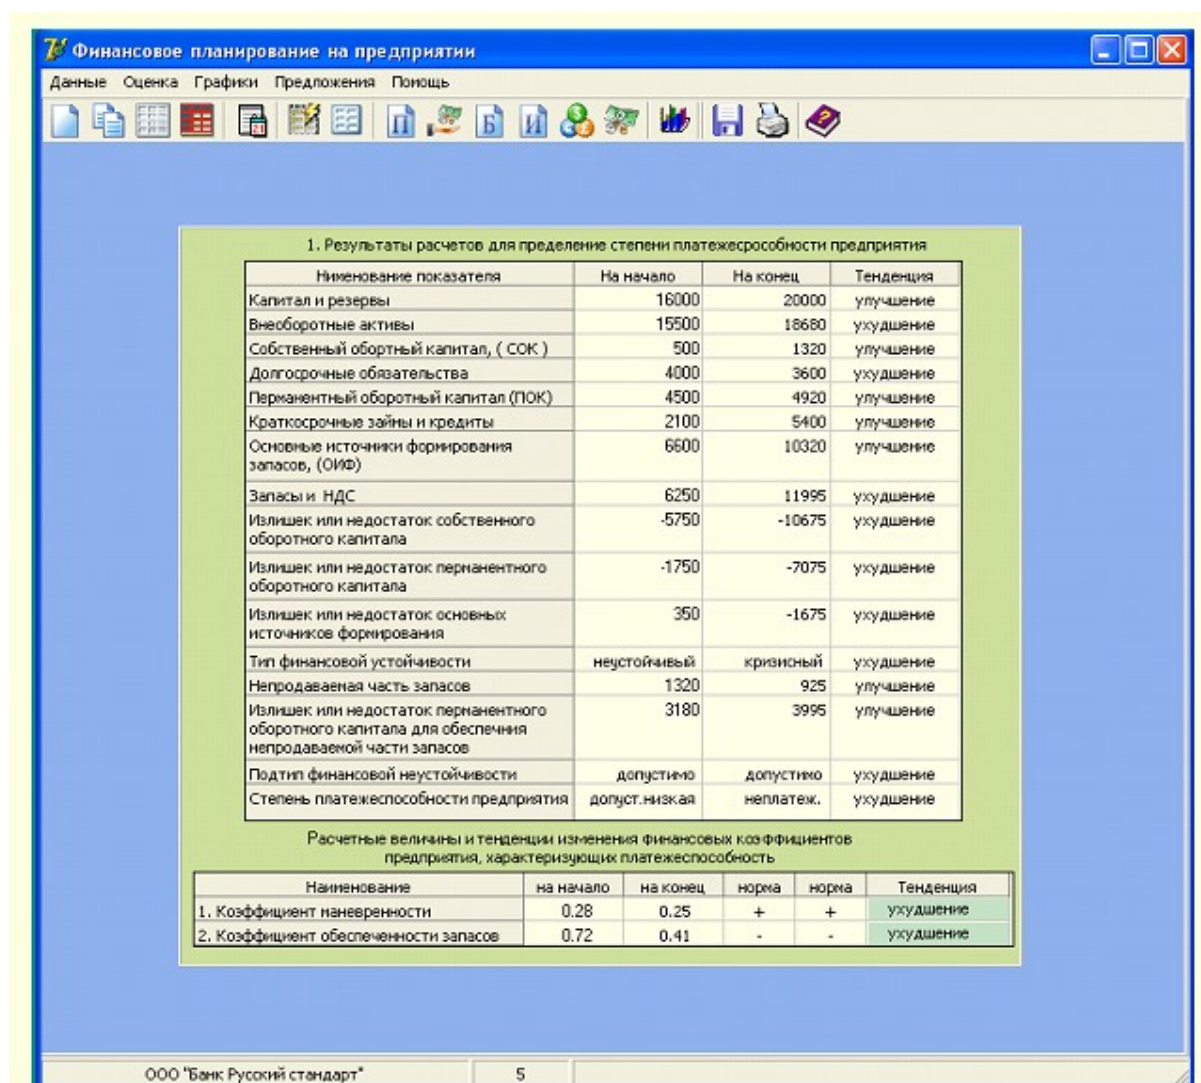 Финансовое планирование на предприятии
Данные Оценка Графики Предложения Помощь
21 П Б И
1. Результаты расчетов для пределение степени платежесросбности предприятия
Нименование показателя На начало На конец Тенденция
Капитал и резервы 16000 20000 улучшение
Внеоборотные активы 15500 18680 ухудшение
Собственный обортный капитал, ( СОК ) 500 1320 улучшение
Долгосрочные обязательства 4000 3600 ухудшение
Перманентный оборотный капитал (ПОК) 4500 4920 улучшение
Краткосрочные займы и кредиты 2100 5400 улучшение
Основные источники формирования 6600 10320 улучшение
запасов, (ОИФ)
Запасы и НДС 6250 11995 ухудшение
Излишек или недостаток собственного -5750 -10675 ухудшение
оборотного капитала
Излишек или недостаток перманентного -1750 -7075 ухудшение
оборотного капитала
Излишек или недостаток основных 350 -1675 ухудшение
источников формирования
Тип финансовой устойчивости неустойчивый кризисный ухудшение
Непродаваемая часть запасов 1320 925 улучшение
Излишек или недостаток перманентного 3180 3995 улучшение
оборотного капитала для обеспечния
непродаваемой части запасов
Подтип финансовой неустойчивости допустимо допустимо ухудшение
Степень платежеспособности предприятия допуст.низкая неплатеж. ухудшение
Расчетные величины и тенденции изменения финансовых коэффициентов
предприятия, характеризующих платежеспособность
Наименование на начало на конец норма норма Тенденция
1. Коэффициент маневренности 0.28 0.25 + + ухудшение
2. Коэффициент обеспеченности запасов 0.72 0.41 - - ухудшение
ООО "Банк Русский стандарт" 5